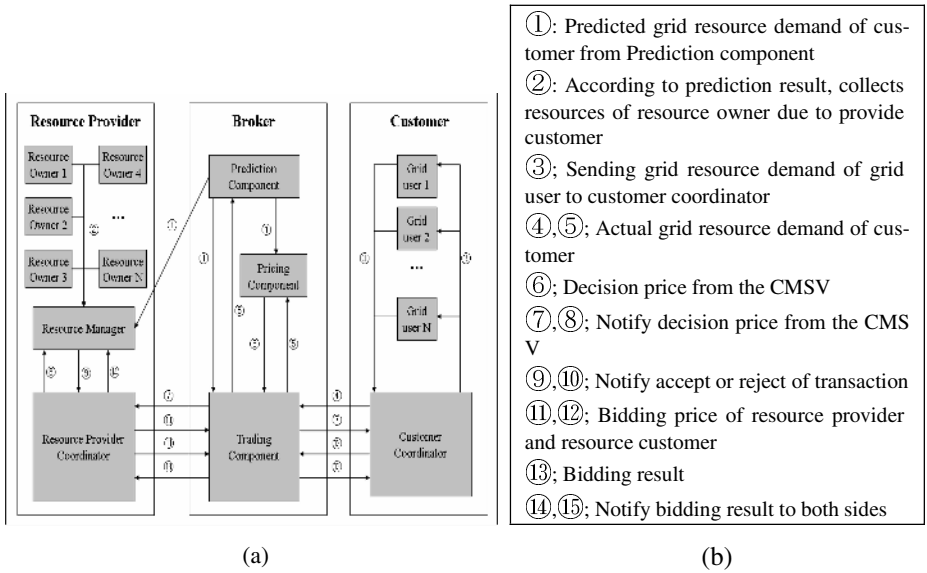 Resource Provider
Broker
Customer
Resource
Owner 1
Resource
Owner 4
Resource
Owner 2
...
Resource
Owner 3
Resource
Owner N
Resource Manager
Resource Provider
Coordinator
Prediction
Component
Pricing
Component
Trading
Component
Grid
user 1
Grid
user 2
...
Grid
user N
Customer
Coordinator
(a)
①: Predicted grid resource demand of cus-
tomer from Prediction component
②: According to prediction result, collects
resources of resource owner due to provide
customer
③; Sending grid resource demand of grid
user to customer coordinator
④,⑤; Actual grid resource demand of cus-
tomer
⑥; Decision price from the CMSV
⑦,⑧; Notify decision price from the CMS
V
⑨,⑩; Notify accept or reject of transaction
⑪,⑫; Bidding price of resource provider
and resource customer
⑬; Bidding result
⑭,⑮; Notify bidding result to both sides
(b)